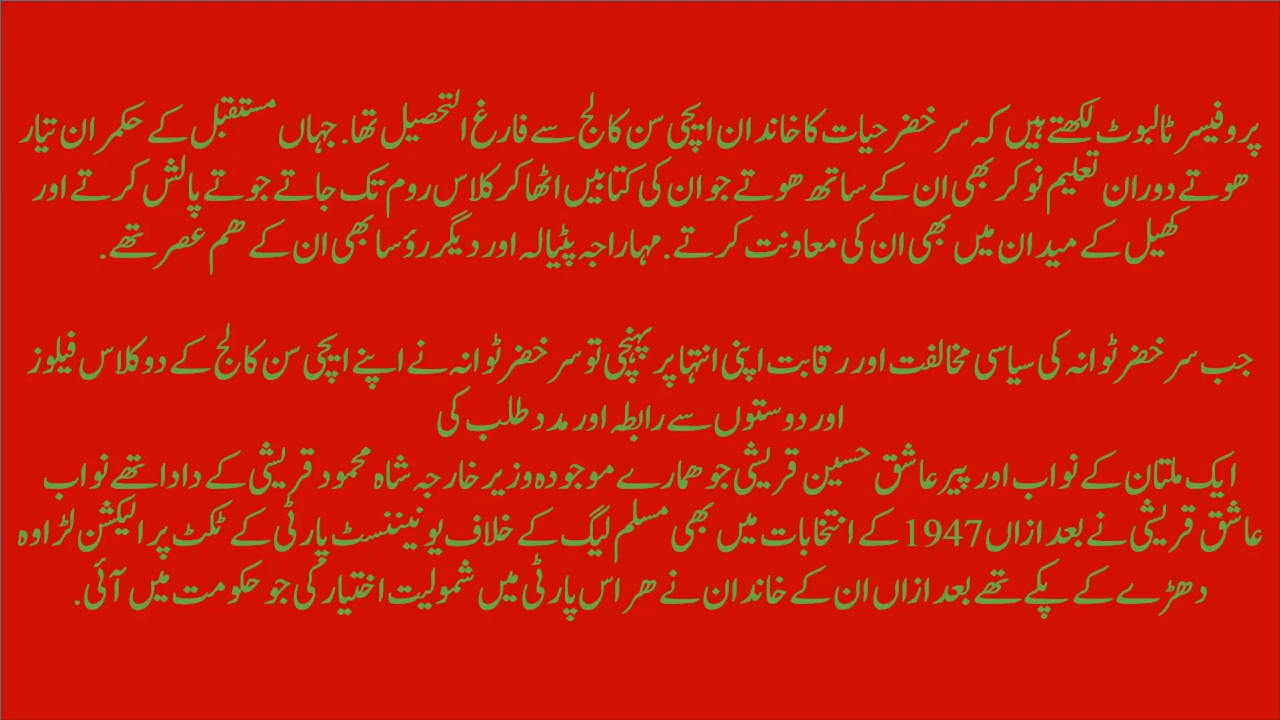 پروفیسر ٹالبوٹ لکھتے ہیں کہ سر خضر حیات کا خاندان ایچی سن کالج سے فارغ التحصیل تھا. جہاں مستقبل کے حکمران تیار
ھوتے دوران تعلیم نوکر بھی ان کے ساتھ ھوتے جو ان کی کتابیں اٹھا کر کلاس روم تک جاتے جوتے پالش کرتے اور
کھیل کے میدان میں بھی ان کی معاونت کرتے. مہاراجہ پٹیالہ اور دیگر رؤسا بھی ان کے ھم عصر تھے.
جب سر خضر ٹوانہ کی سیاسی مخالفت اور رقابت اپنی انتہا پر پہنچی تو سر خضر ٹوانہ نے اپنے ایچی سن کالج کے دو کلاس فیلوز
اور دوستوں سے رابطہ اور مدد طلب کی
ایک ملتان کے نواب اور پیر عاشق حسین قریشی جو ھمارے موجودہ وزیر خارجہ شاہ محمود قریشی کے دادا تھے نواب
عاشق قریشی نے بعد ازاں 1947 کے انتخابات میں بھی مسلم لیگ کے خلاف یونیننسٹ پارٹی کے ٹکٹ پر الیکشن لڑا وہ
دھڑے کے پکے تھے بعد ازاں ان کے خاندان نے ھر اس پارٹی میں شمولیت اختیار کی جو حکومت میں آئی.